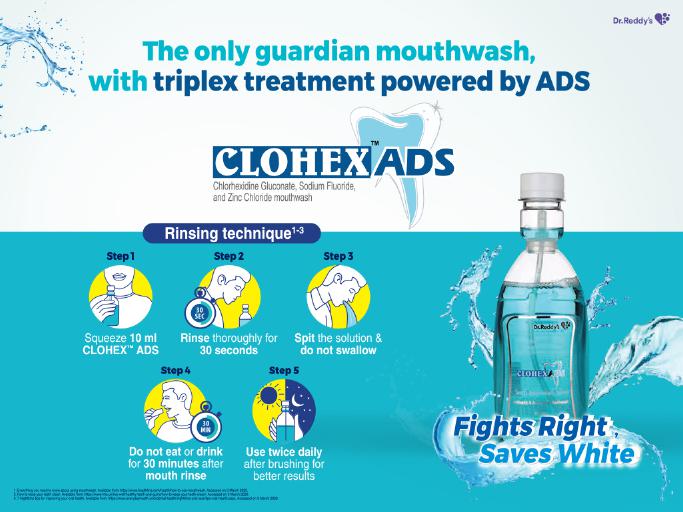 Dr.Reddy's
The only guardian mouthwash,
with triplex treatment powered by ADS
CLOHEX™ ADS
Chlorhexidine Gluconate, Sodium Fluoride,
and Zinc Chloride mouthwash
Rinsing technique1-3
Step 1
Squeeze 10 ml
CLOHEX™ ADS
Step 2
30
SEC
Rinse thoroughly for
30 seconds
Step 3
Spit the solution &
do not swallow
Step 4
30
MIN
Do not eat or drink
for 30 minutes after
mouth rinse
Step 5
Use twice daily
after brushing for
better results
Dr.Reddy's
CLOHEX ADS
Fights Right,
Saves White